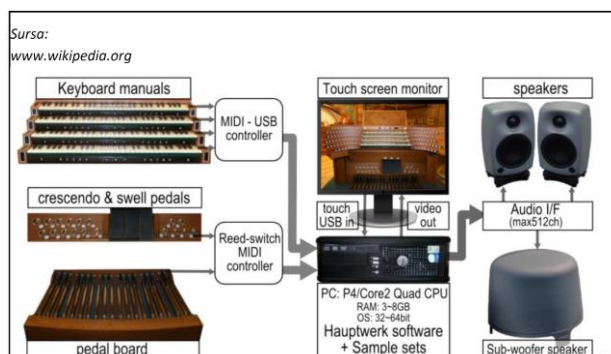 Sursa:
www.wikipedia.org
Keyboard manuals
MIDI - USB
controller
crescendo & swell pedals
Reed-switch
MIDI
controller
pedal board
Touch screen monitor
touch
USB in
video
out
PC: P4/Core2 Quad CPU
RAM: 3~8GB
OS: 32~64bit
Hauptwerk software
+ Sample sets
speakers
Audio I/F
(max512ch)
Sub-woofer speaker